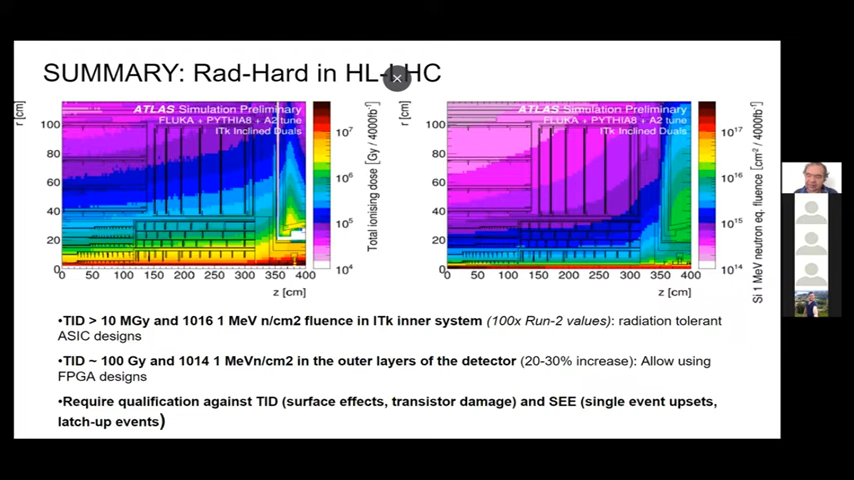 SUMMARY: Rad-Hard in HL-LHC
r [cm]
ATLAS Simulation Preliminary
FLUKA + PYTHIA8 + A2 tune
ITk Inclined Duals
100
80
60
40
20
0
0 50 100 150 200 250 300 350 400
z [cm]
10⁷
10⁶
10⁵
10⁴
Total ionising dose [Gy / 4000fb⁻¹]
r [cm]
ATLAS Simulation Preliminary
FLUKA + PYTHIA8 + A2 tune
ITk Inclined Duals
100
80
60
40
20
0
0 50 100 150 200 250 300 350 400
z [cm]
10¹⁷
10¹⁶
10¹⁵
10¹⁴
Si 1 MeV neutron eq. fluence [cm⁻² / 4000fb⁻¹]
•TID > 10 MGy and 1016 1 MeV n/cm2 fluence in ITk inner system (100x Run-2 values): radiation tolerant
ASIC designs
•TID ~ 100 Gy and 1014 1 MeVn/cm2 in the outer layers of the detector (20-30% increase): Allow using
FPGA designs
•Require qualification against TID (surface effects, transistor damage) and SEE (single event upsets,
latch-up events)